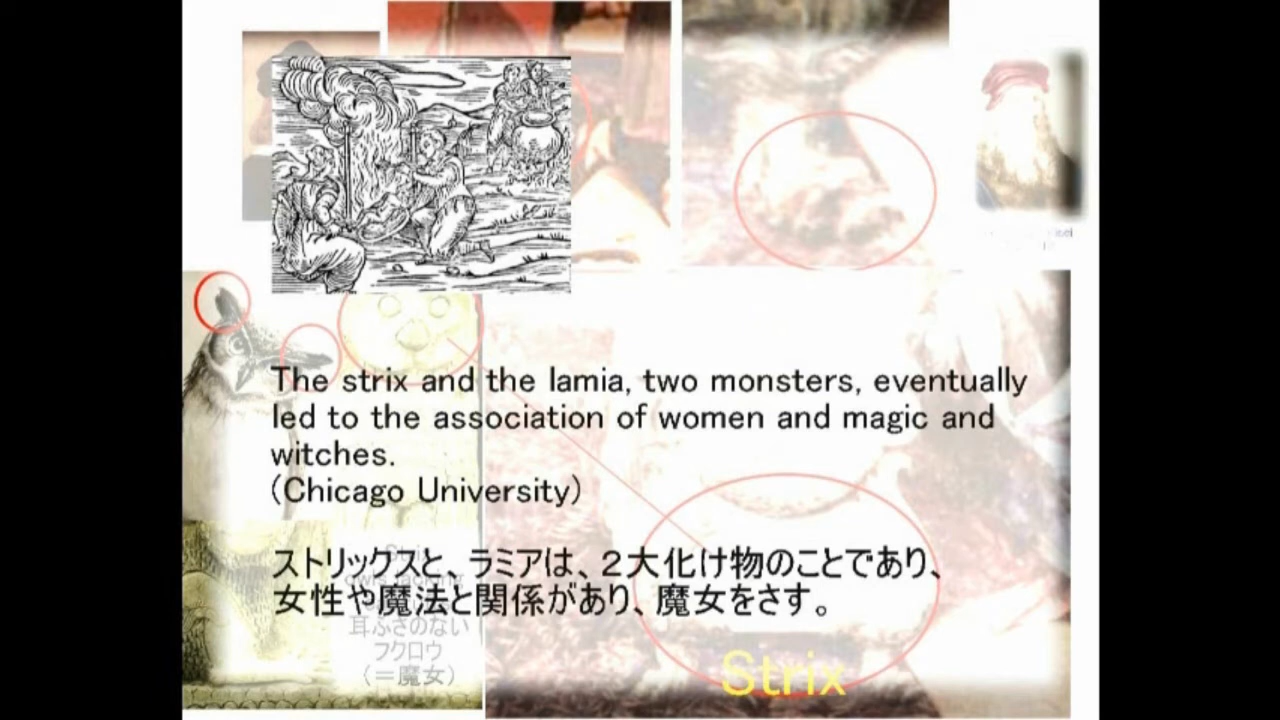 The strix and the lamia, two monsters, eventually
led to the association of women and magic and
witches.
(Chicago University)
ストリックスと、ラミアは、２大化け物のことであり、
女性や魔法と関係があり、魔女をさす。
耳ふさのない
フクロウ
（＝魔女）
Strix